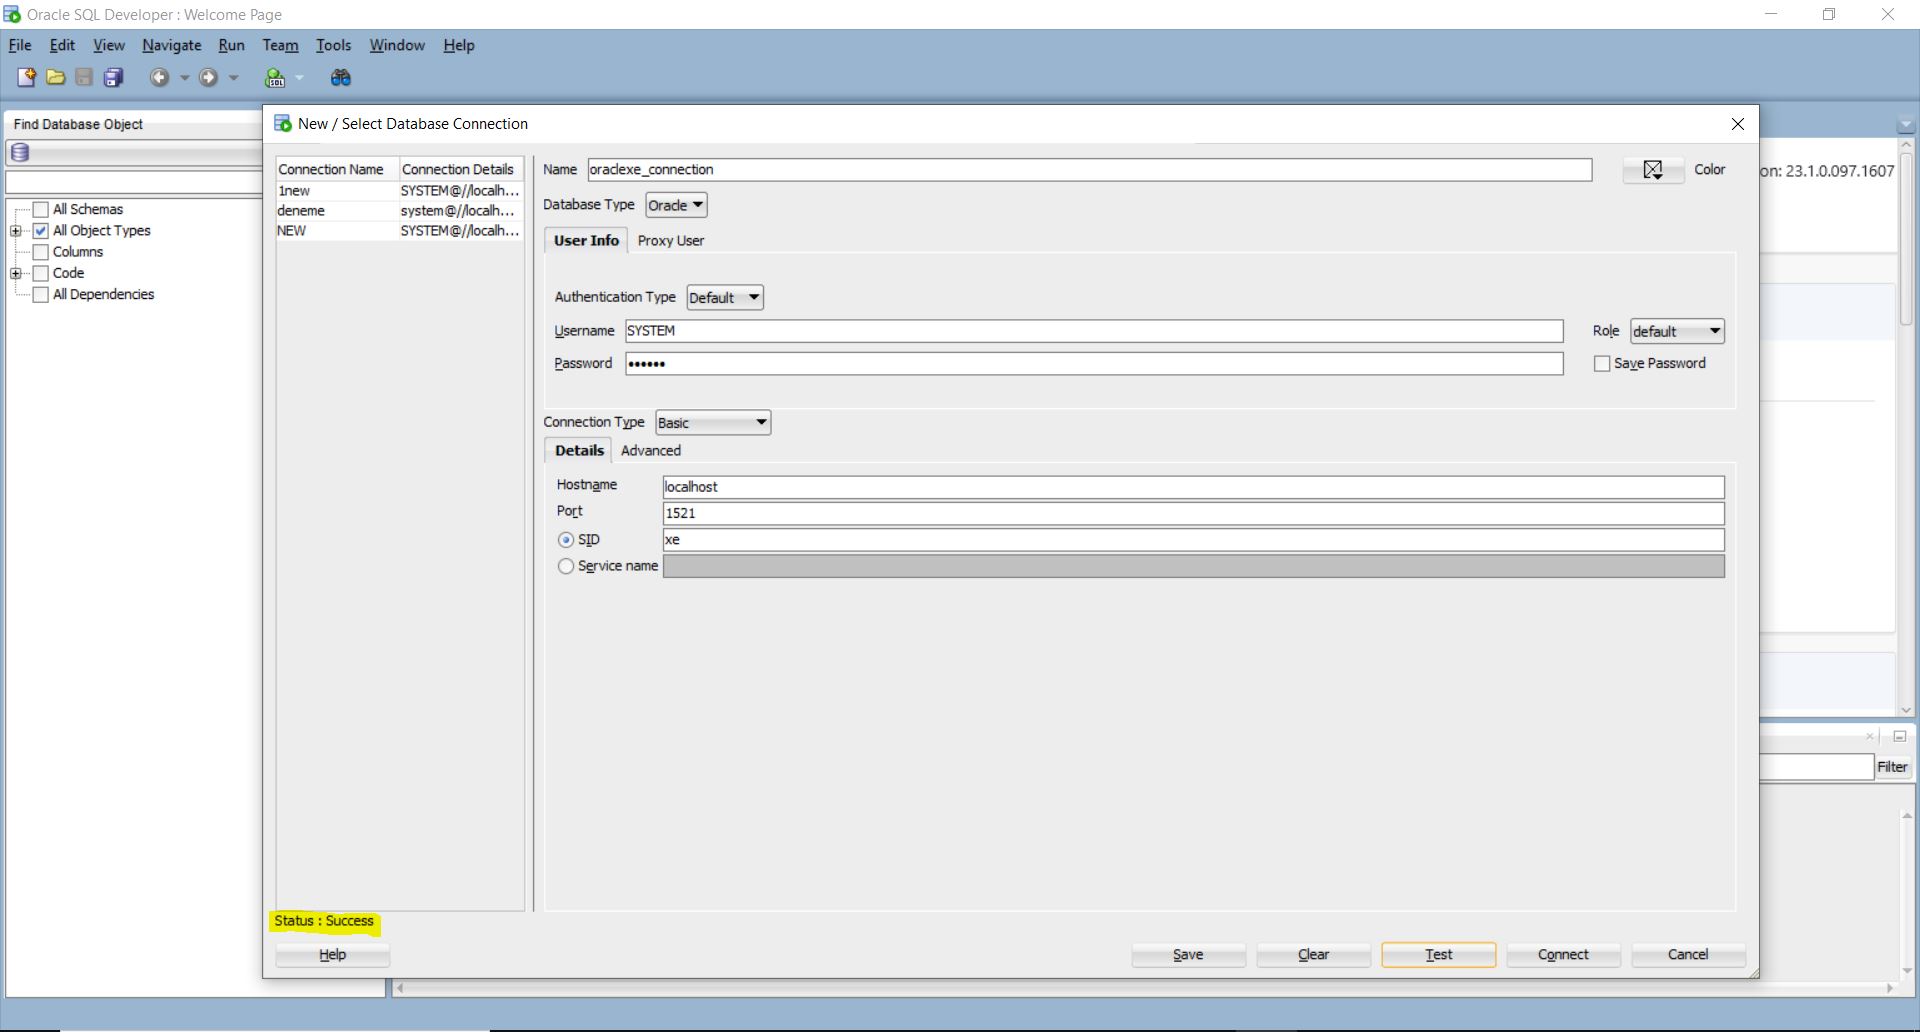 Oracle SQL Developer : Welcome Page
File Edit View Navigate Run Team Tools Window Help
Find Database Object
All Schemas
All Object Types
Columns
Code
All Dependencies
New / Select Database Connection
Connection Name Connection Details
1new SYSTEM@//localh...
deneme system@//localh...
NEW SYSTEM@//localh...
Name oraclexe_connection Color
Database Type Oracle
User Info Proxy User
Authentication Type Default
Username SYSTEM Role default
Password •••••• Save Password
Connection Type Basic
Details Advanced
Hostname localhost
Port 1521
SID xe
Service name
Status : Success
Help Save Clear Test Connect Cancel
on: 23.1.0.097.1607
Filter